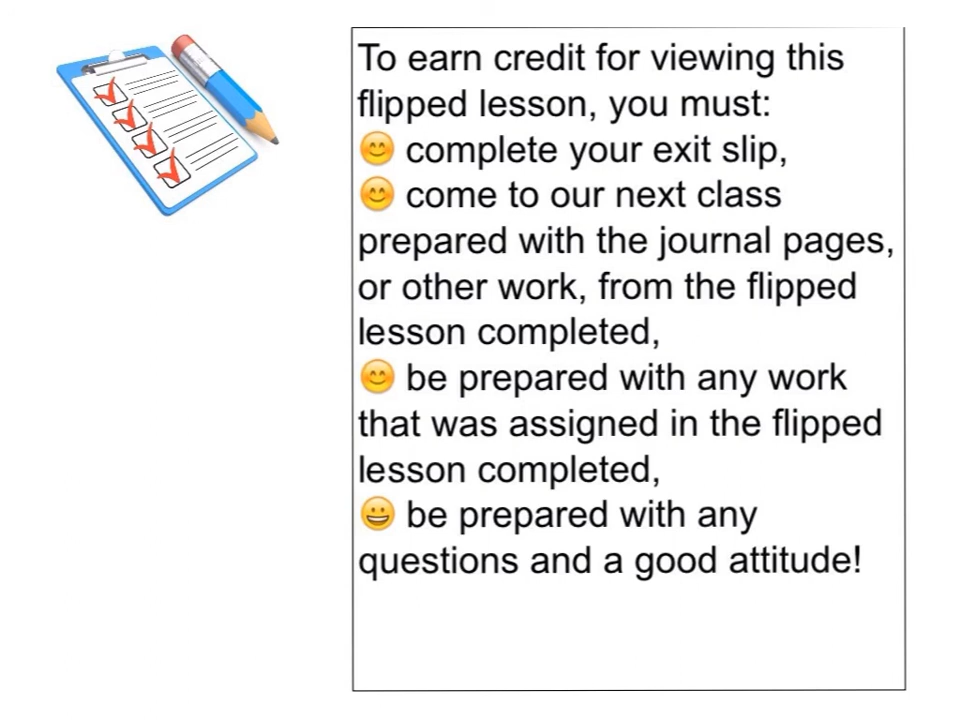 To earn credit for viewing this
flipped lesson, you must:
😊 complete your exit slip,
😊 come to our next class
prepared with the journal pages,
or other work, from the flipped
lesson completed,
😊 be prepared with any work
that was assigned in the flipped
lesson completed,
😀 be prepared with any
questions and a good attitude!